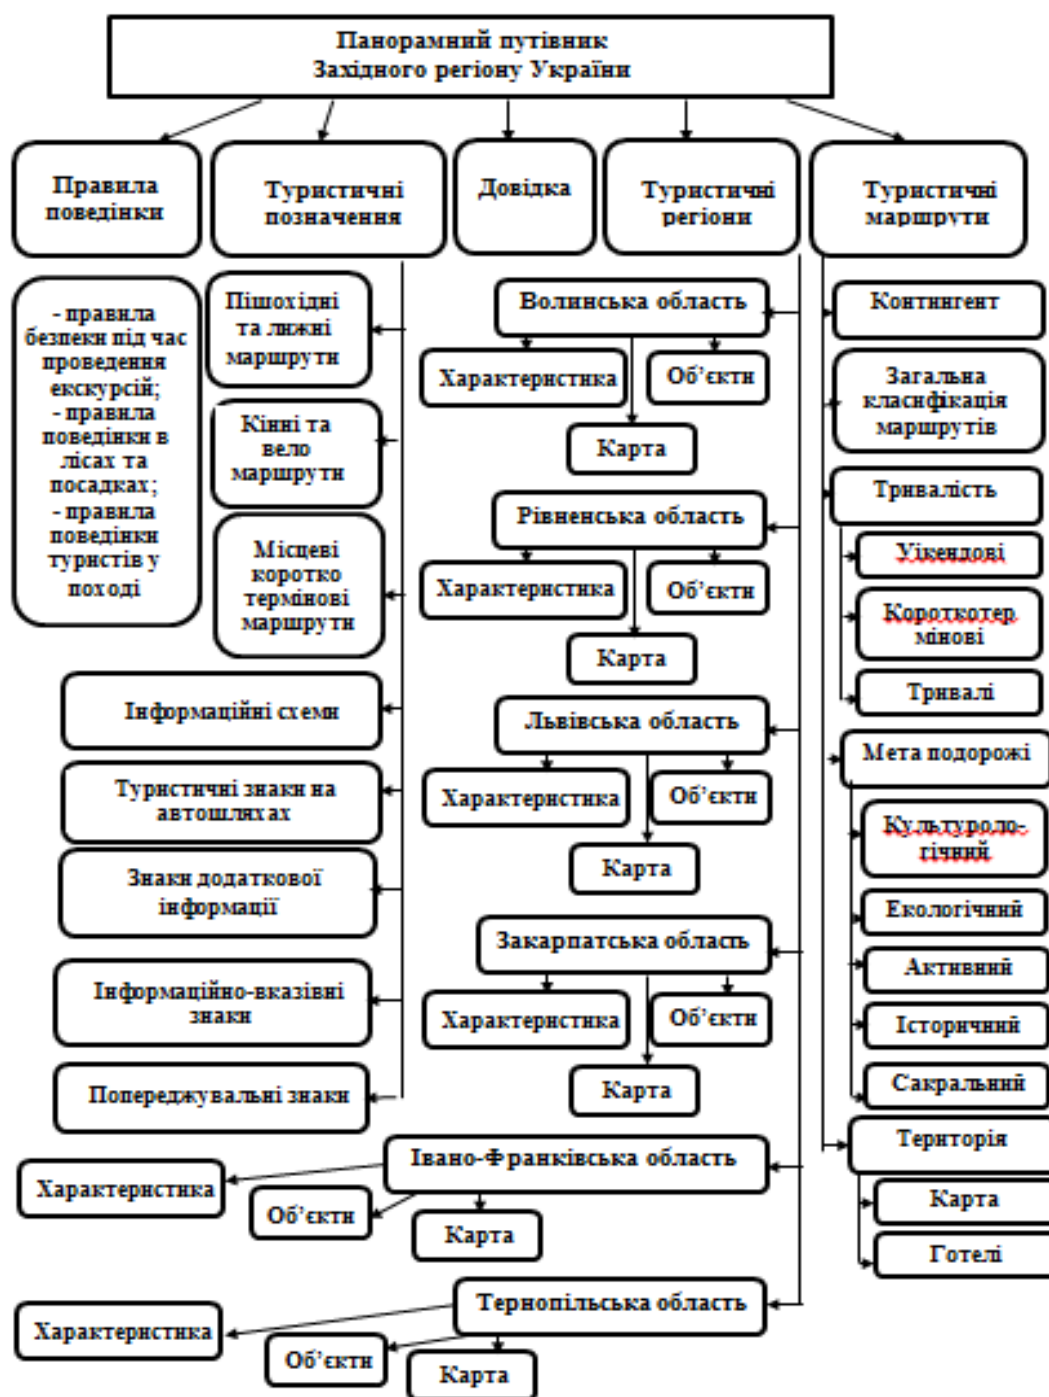 Панорамний путівник
Західного регіону України
Правила
поведінки
Туристичні
позначення
Довідка
Туристичні
регіони
Туристичні
маршрути
- правила
безпеки під час
проведення
екскурсій;
- правила
поведінки в
лісах та
посадках;
- правила
поведінки
туристів у
поході
Пішохідні
та лижні
маршрути
Кінні та
вело
маршрути
Місцеві
коротко
термінові
маршрути
Інформаційні схеми
Туристичні знаки на
автошляхах
Знаки додаткової
інформації
Інформаційно-вказівні
знаки
Попереджувальні знаки
Волинська область
Характеристика
Об’єкти
Карта
Рівненська область
Характеристика
Об’єкти
Карта
Львівська область
Характеристика
Об’єкти
Карта
Закарпатська область
Характеристика
Об’єкти
Карта
Івано-Франківська область
Характеристика
Об’єкти
Карта
Тернопільська область
Характеристика
Об’єкти
Карта
Контингент
Загальна
класифікація
маршрутів
Тривалість
Уікендові
Короткотер
мінові
Тривалі
Мета подорожі
Культуроло-
гічний
Екологічний
Активний
Історичний
Сакральний
Територія
Карта
Готелі